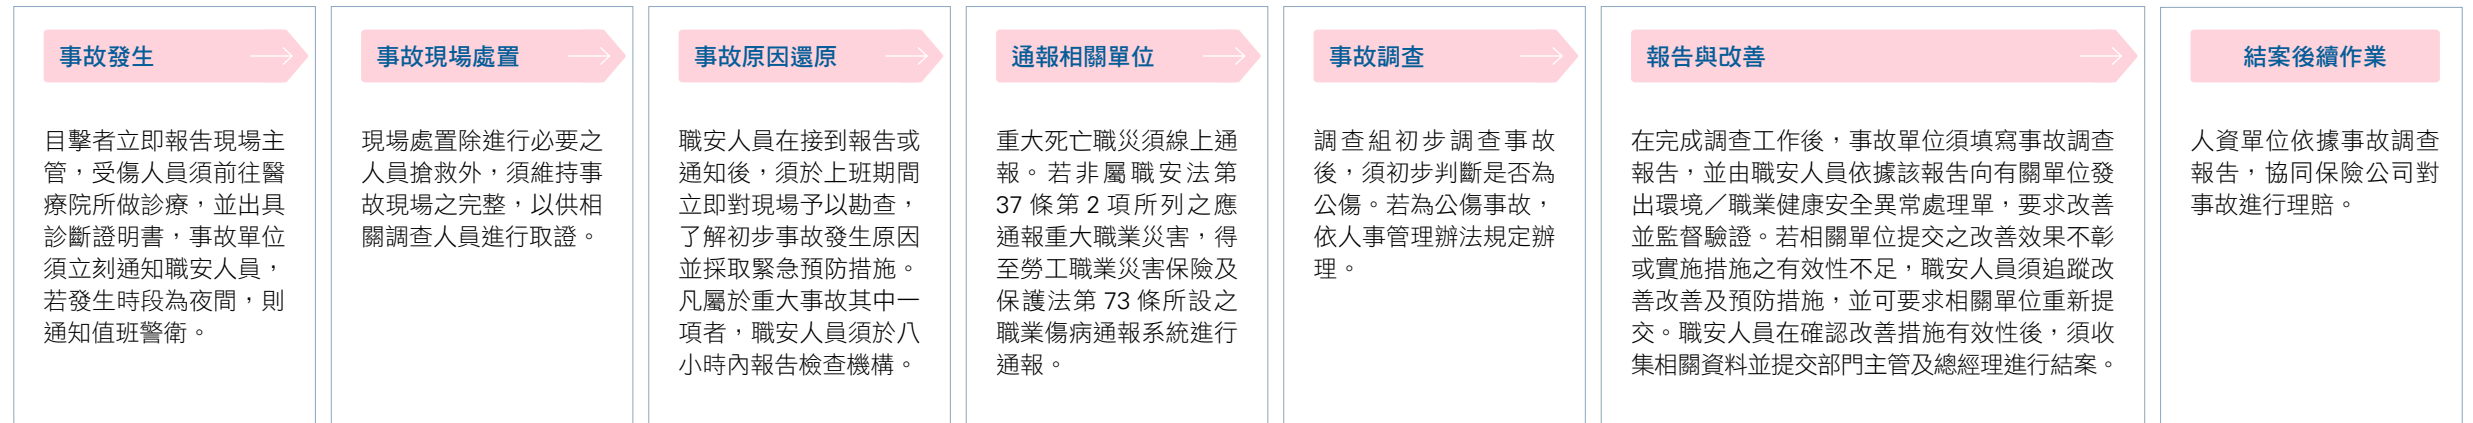 事故發生
目擊者立即報告現場主
管，受傷人員須前往醫
療院所做診療，並出具
診斷證明書，事故單位
須立刻通知職安人員，
若發生時段為夜間，則
通知值班警衛。
事故現場處置
現場處置除進行必要之
人員搶救外，須維持事
故現場之完整，以供相
關調查人員進行取證。
事故原因還原
職安人員在接到報告或
通知後，須於上班期間
立即對現場予以勘查，
了解初步事故發生原因
並採取緊急預防措施。
凡屬於重大事故其中一
項者，職安人員須於八
小時內報告檢查機構。
通報相關單位
重大死亡職災須線上通
報。若非屬職安法第
37 條第 2 項所列之應
通報重大職業災害，得
至勞工職業災害保險及
保護法第 73 條所設之
職業傷病通報系統進行
通報。
事故調查
調查組初步調查事故
後，須初步判斷是否為
公傷。若為公傷事故，
依人事管理辦法規定辦
理。
報告與改善
在完成調查工作後，事故單位須填寫事故調查
報告，並由職安人員依據該報告向有關單位發
出環境／職業健康安全異常處理單，要求改善
並監督驗證。若相關單位提交之改善效果不彰
或實施措施之有效性不足，職安人員須追蹤改
善改善及預防措施，並可要求相關單位重新提
交。職安人員在確認改善措施有效性後，須收
集相關資料並提交部門主管及總經理進行結案。
結案後續作業
人資單位依據事故調查
報告，協同保險公司對
事故進行理賠。